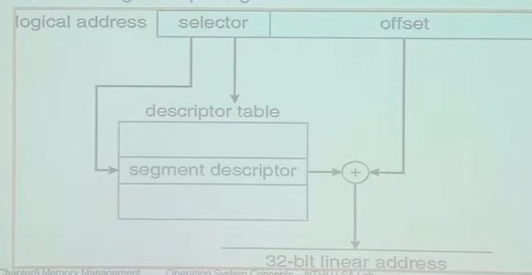 logical address selector offset
descriptor table
segment descriptor
+
32-bit linear address
Chapter8 Memory Management Operating System Concepts